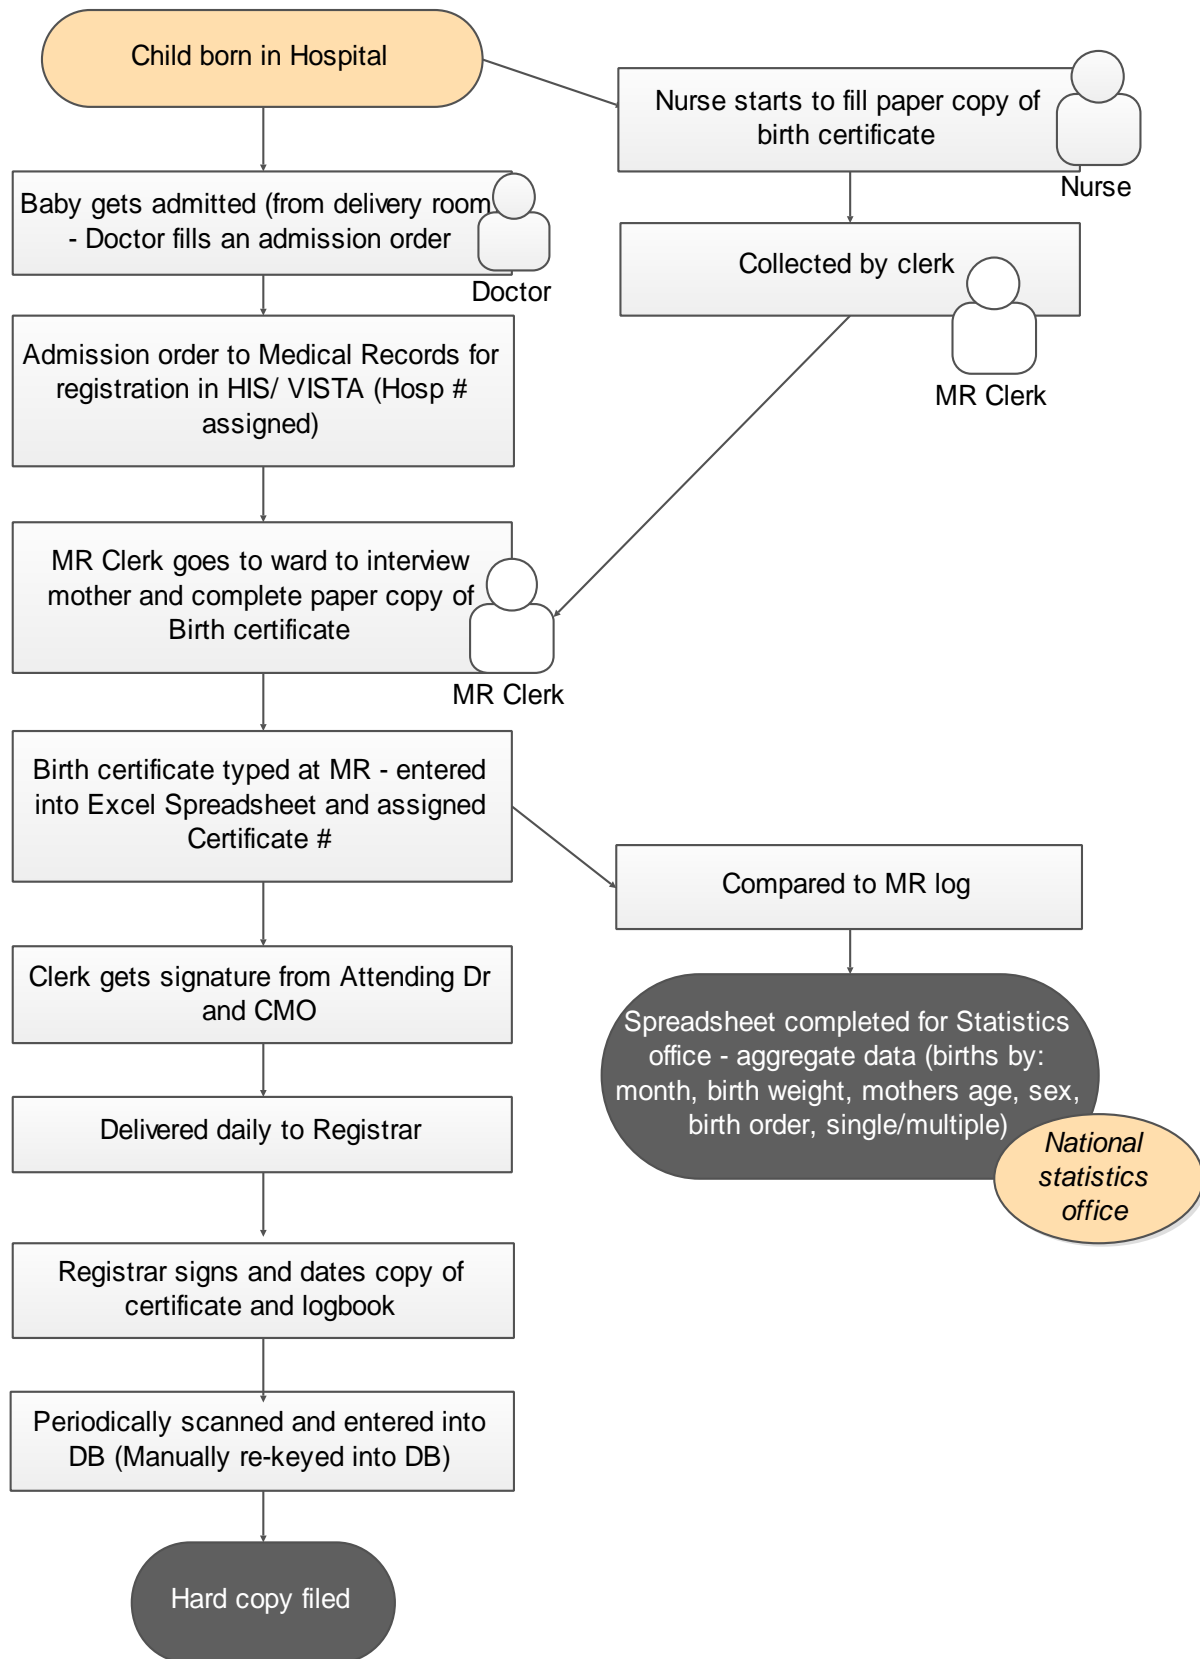 Child born in Hospital
Nurse starts to fill paper copy of
birth certificate
Nurse
Baby gets admitted (from delivery room
- Doctor fills an admission order
Doctor
Collected by clerk
MR Clerk
Admission order to Medical Records for
registration in HIS/ VISTA (Hosp #
assigned)
MR Clerk goes to ward to interview
mother and complete paper copy of
Birth certificate
MR Clerk
Birth certificate typed at MR - entered
into Excel Spreadsheet and assigned
Certificate #
Compared to MR log
Clerk gets signature from Attending Dr
and CMO
Spreadsheet completed for Statistics
office - aggregate data (births by:
month, birth weight, mothers age, sex,
birth order, single/multiple)
National
statistics
office
Delivered daily to Registrar
Registrar signs and dates copy of
certificate and logbook
Periodically scanned and entered into
DB (Manually re-keyed into DB)
Hard copy filed